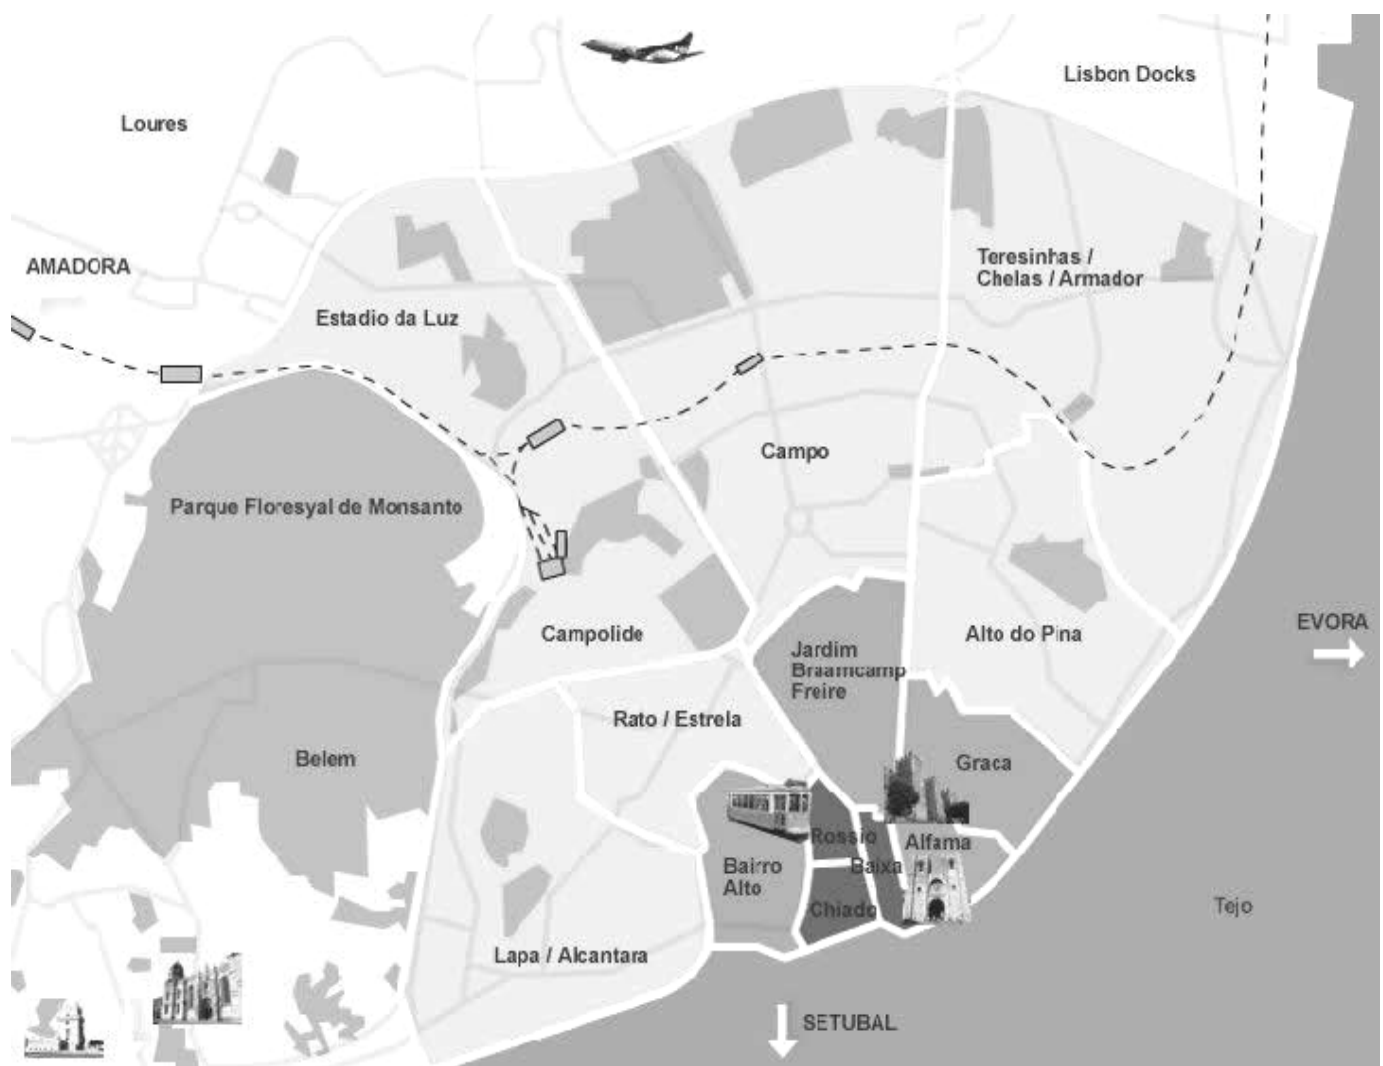 Lisbon Docks
Loures
AMADORA
Teresinhas /
Chelas / Armador
Estadio da Luz
Campo
Parque Floresyal de Monsanto
EVORA
Campolide
Alto do Pina
Jardim
Braamcamp
Freire
Rato / Estrela
Belem
Graca
Rossio
Alfama
Bairro
Alto
Baixa
Chiado
Tejo
Lapa / Alcantara
SETUBAL